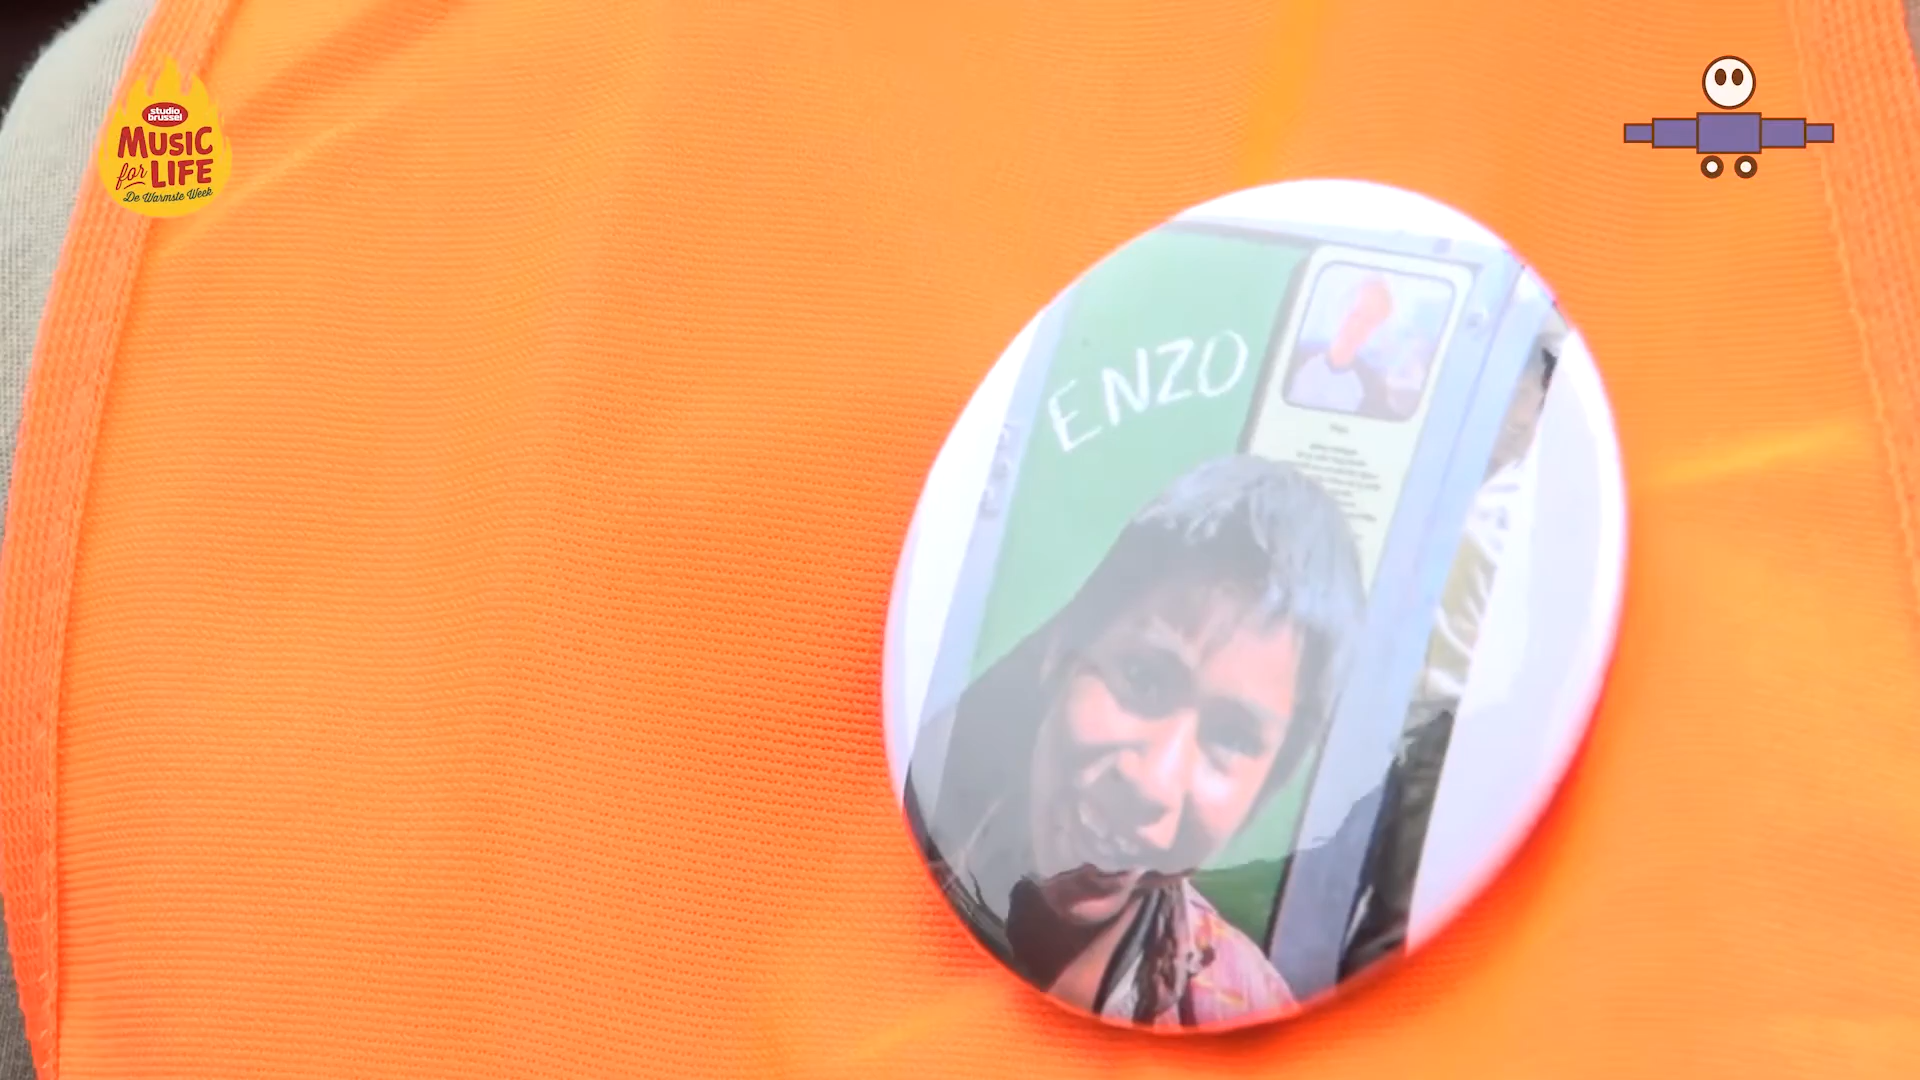 studio
brussel
MUSIC
for LIFE
De Warmste Week
ENZO